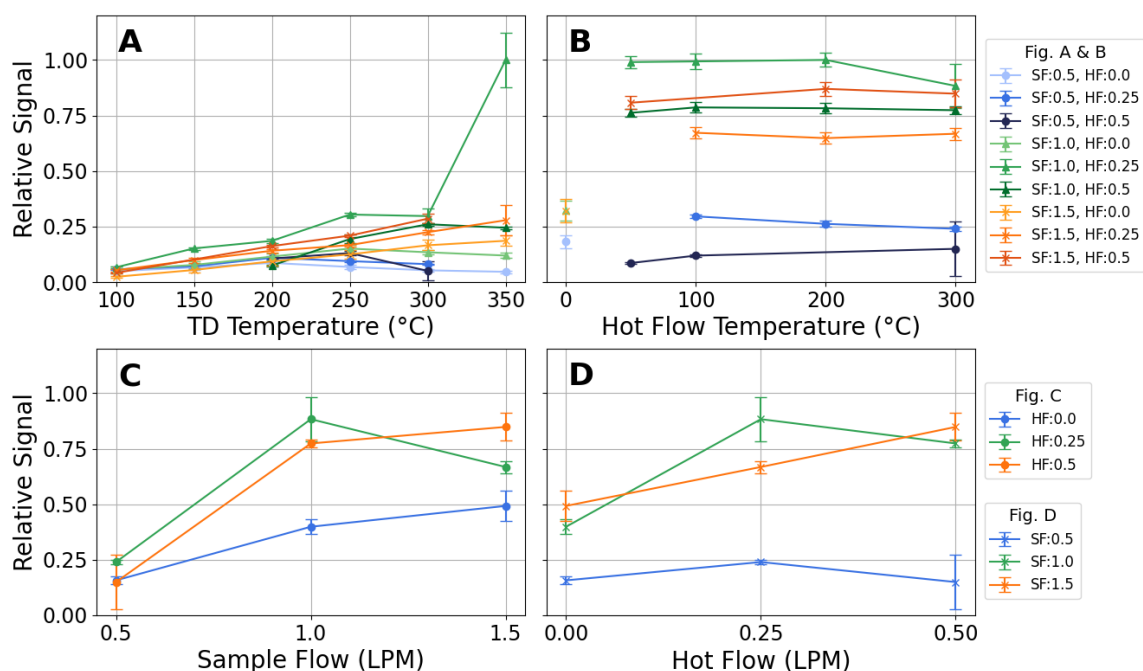 A
B
Relative Signal
1.00
0.75
0.50
0.25
0.00
100 150 200 250 300 350
TD Temperature (°C)
0 100 200 300
Hot Flow Temperature (°C)
Fig. A & B
SF:0.5, HF:0.0
SF:0.5, HF:0.25
SF:0.5, HF:0.5
SF:1.0, HF:0.0
SF:1.0, HF:0.25
SF:1.0, HF:0.5
SF:1.5, HF:0.0
SF:1.5, HF:0.25
SF:1.5, HF:0.5
C
D
Relative Signal
1.00
0.75
0.50
0.25
0.00
0.5 1.0 1.5
Sample Flow (LPM)
0.00 0.25 0.50
Hot Flow (LPM)
Fig. C
HF:0.0
HF:0.25
HF:0.5
Fig. D
SF:0.5
SF:1.0
SF:1.5